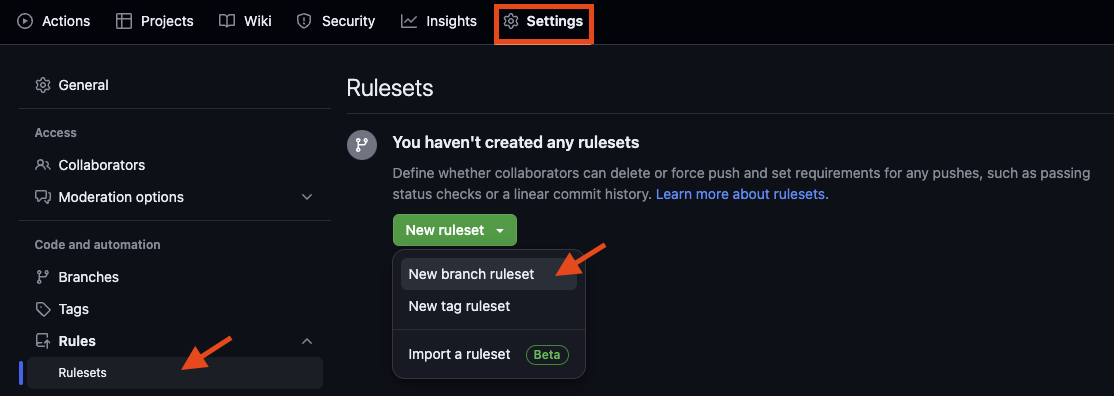 Actions Projects Wiki Security Insights Settings
General
Access
Collaborators
Moderation options
Code and automation
Branches
Tags
Rules
Rulesets
Rulesets
You haven't created any rulesets
Define whether collaborators can delete or force push and set requirements for any pushes, such as passing
status checks or a linear commit history. Learn more about rulesets.
New ruleset
New branch ruleset
New tag ruleset
Import a ruleset Beta